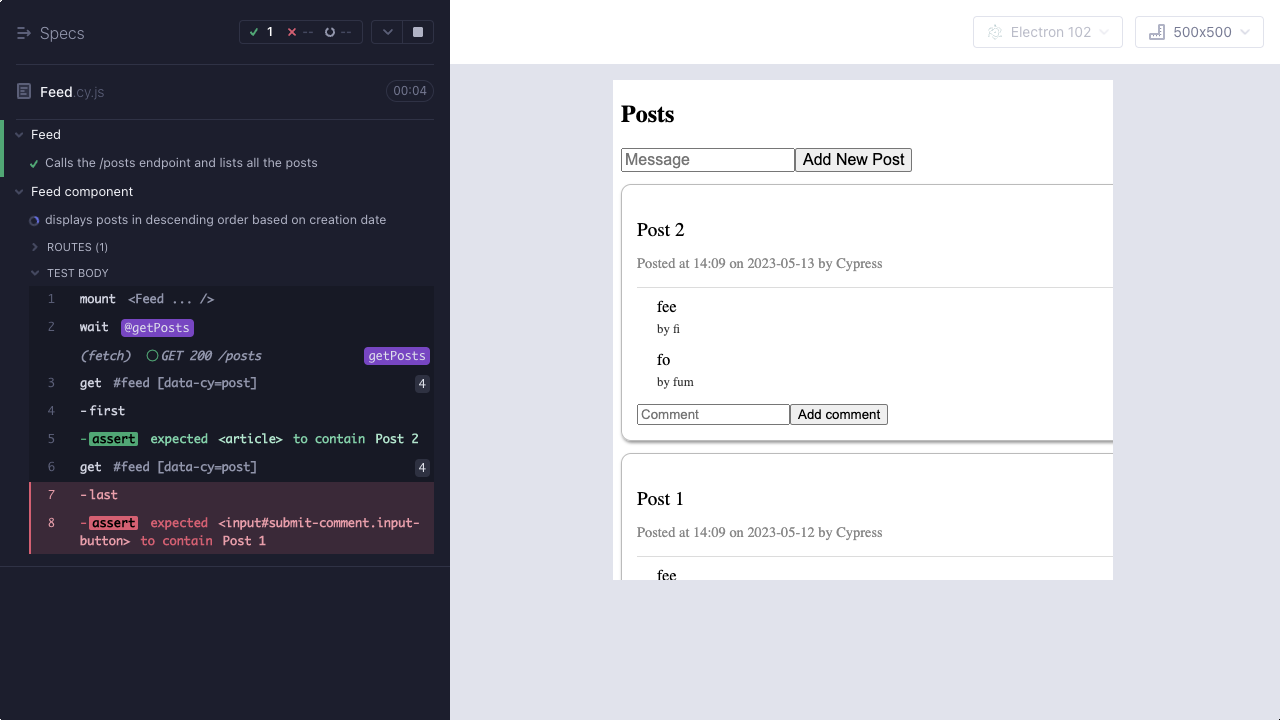 Specs
1 -- --
Feed.cy.js 00:04
Feed
Calls the /posts endpoint and lists all the posts
Feed component
displays posts in descending order based on creation date
ROUTES (1)
TEST BODY
1 mount <Feed ... />
2 wait @getPosts
(fetch) GET 200 /posts getPosts
3 get #feed [data-cy=post] 4
4 -first
5 -assert expected <article> to contain Post 2
6 get #feed [data-cy=post] 4
7 -last
8 -assert expected <input#submit-comment.input-
button> to contain Post 1
Electron 102 500x500
Posts
Message Add New Post
Post 2
Posted at 14:09 on 2023-05-13 by Cypress
fee
by fi
fo
by fum
Comment Add comment
Post 1
Posted at 14:09 on 2023-05-12 by Cypress
fee